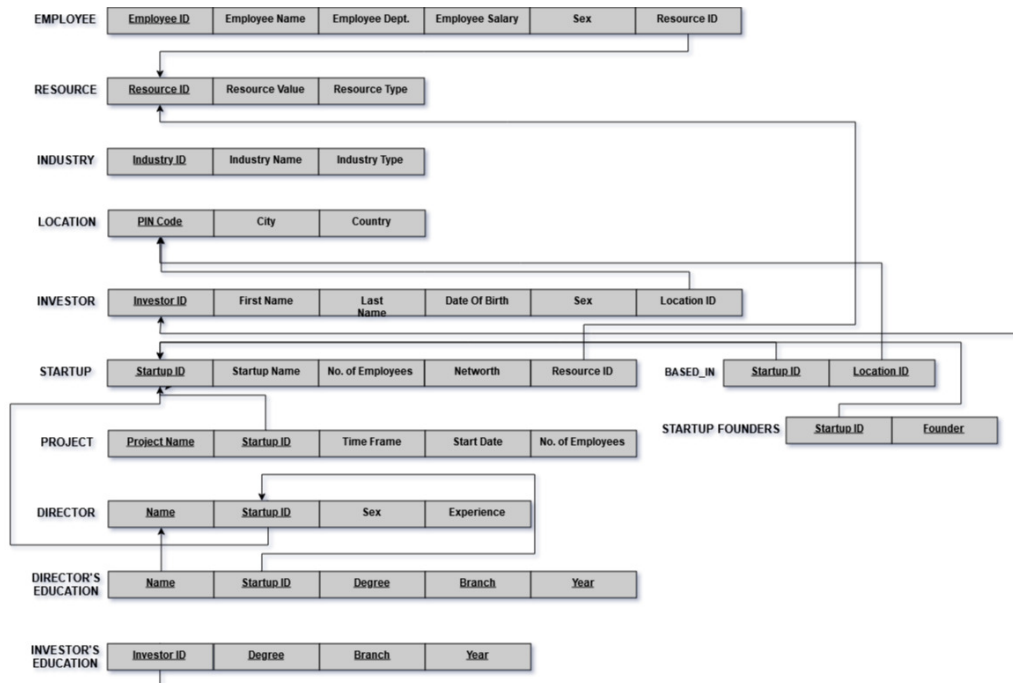 EMPLOYEE Employee ID Employee Name Employee Dept. Employee Salary Sex Resource ID
RESOURCE Resource ID Resource Value Resource Type
INDUSTRY Industry ID Industry Name Industry Type
LOCATION PIN Code City Country
INVESTOR Investor ID First Name Last Name Date Of Birth Sex Location ID
STARTUP Startup ID Startup Name No. of Employees Networth Resource ID
BASED_IN Startup ID Location ID
PROJECT Project Name Startup ID Time Frame Start Date No. of Employees
STARTUP FOUNDERS Startup ID Founder
DIRECTOR Name Startup ID Sex Experience
DIRECTOR'S
EDUCATION Name Startup ID Degree Branch Year
INVESTOR'S
EDUCATION Investor ID Degree Branch Year